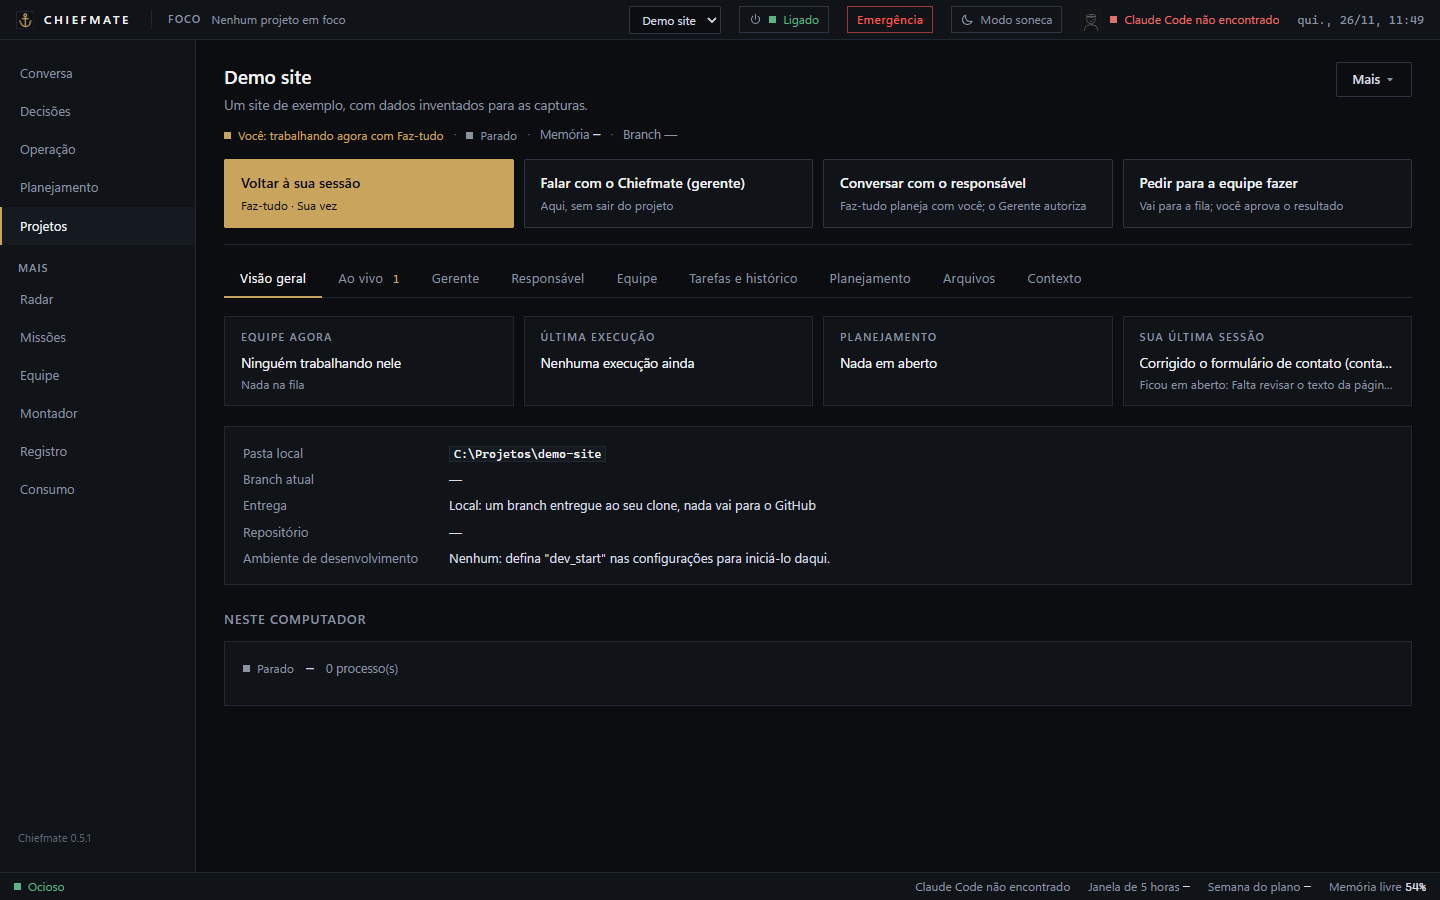 CHIEFMATE
FOCO Nenhum projeto em foco
Demo site
Ligado
Emergência
Modo soneca
Claude Code não encontrado
qui., 26/11, 11:49
Conversa
Decisões
Operação
Planejamento
Projetos
MAIS
Radar
Missões
Equipe
Montador
Registro
Consumo
Chiefmate 0.5.1
Demo site
Mais
Um site de exemplo, com dados inventados para as capturas.
Você: trabalhando agora com Faz-tudo · Parado · Memória — · Branch —
Voltar à sua sessão
Faz-tudo · Sua vez
Falar com o Chiefmate (gerente)
Aqui, sem sair do projeto
Conversar com o responsável
Faz-tudo planeja com você; o Gerente autoriza
Pedir para a equipe fazer
Vai para a fila; você aprova o resultado
Visão geral Ao vivo 1 Gerente Responsável Equipe Tarefas e histórico Planejamento Arquivos Contexto
EQUIPE AGORA
Ninguém trabalhando nele
Nada na fila
ÚLTIMA EXECUÇÃO
Nenhuma execução ainda
PLANEJAMENTO
Nada em aberto
SUA ÚLTIMA SESSÃO
Corrigido o formulário de contato (conta...
Ficou em aberto: Falta revisar o texto da págin...
Pasta local C:\Projetos\demo-site
Branch atual —
Entrega Local: um branch entregue ao seu clone, nada vai para o GitHub
Repositório —
Ambiente de desenvolvimento Nenhum: defina "dev_start" nas configurações para iniciá-lo daqui.
NESTE COMPUTADOR
Parado — 0 processo(s)
Ocioso
Claude Code não encontrado Janela de 5 horas — Semana do plano — Memória livre 54%